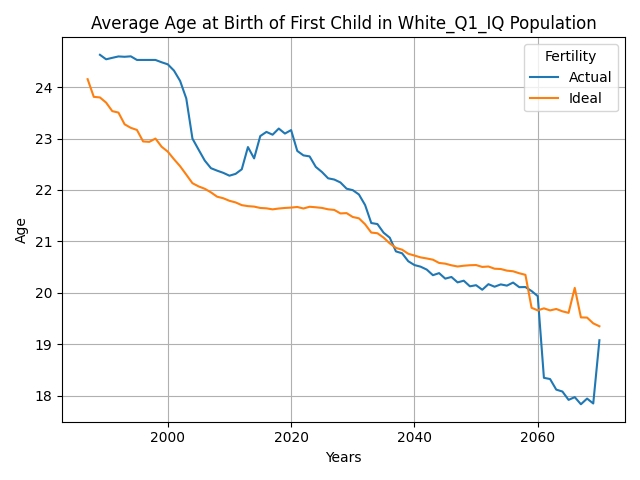 Average Age at Birth of First Child in White_Q1_IQ Population
Fertility
Actual
Ideal
Age
24
23
22
21
20
19
18
2000
2020
2040
2060
Years